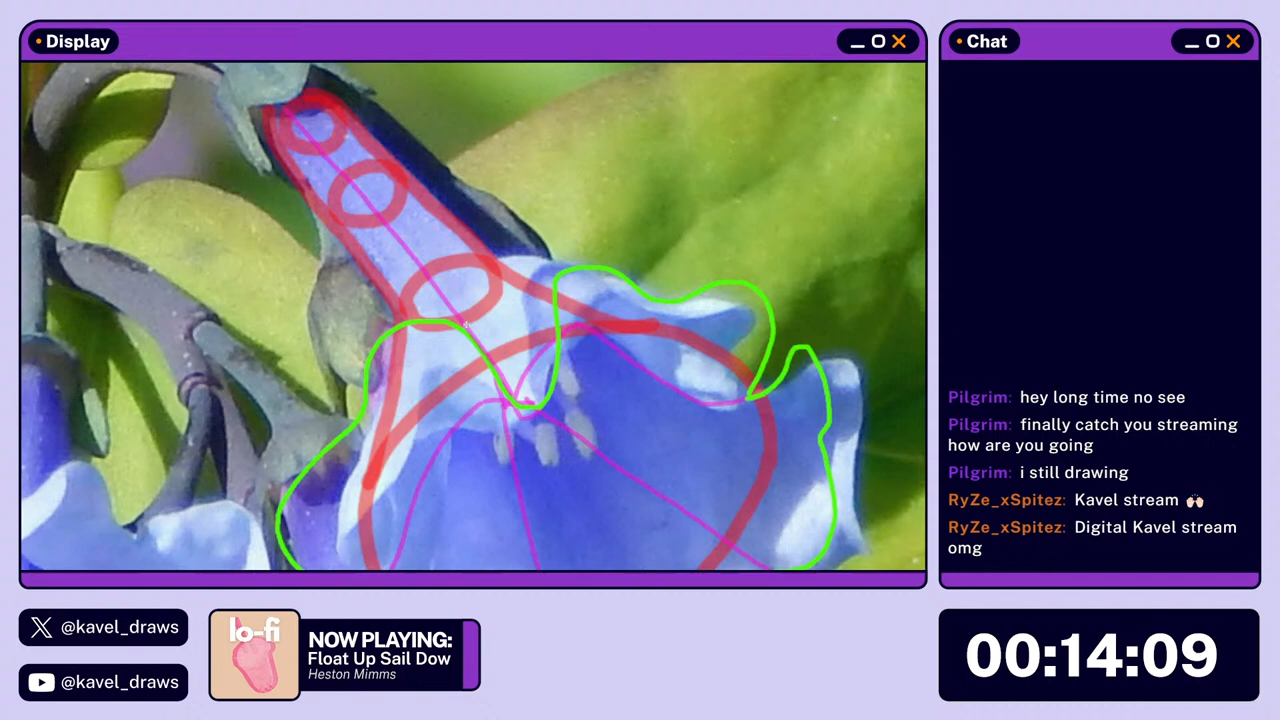 Display
Chat
Pilgrim: hey long time no see
Pilgrim: finally catch you streaming
how are you going
Pilgrim: i still drawing
RyZe_xSpitez: Kavel stream 🙌🏻
RyZe_xSpitez: Digital Kavel stream
omg
@kavel_draws
@kavel_draws
lo-fi
NOW PLAYING:
Float Up Sail Dow
Heston Mimms
00:14:09